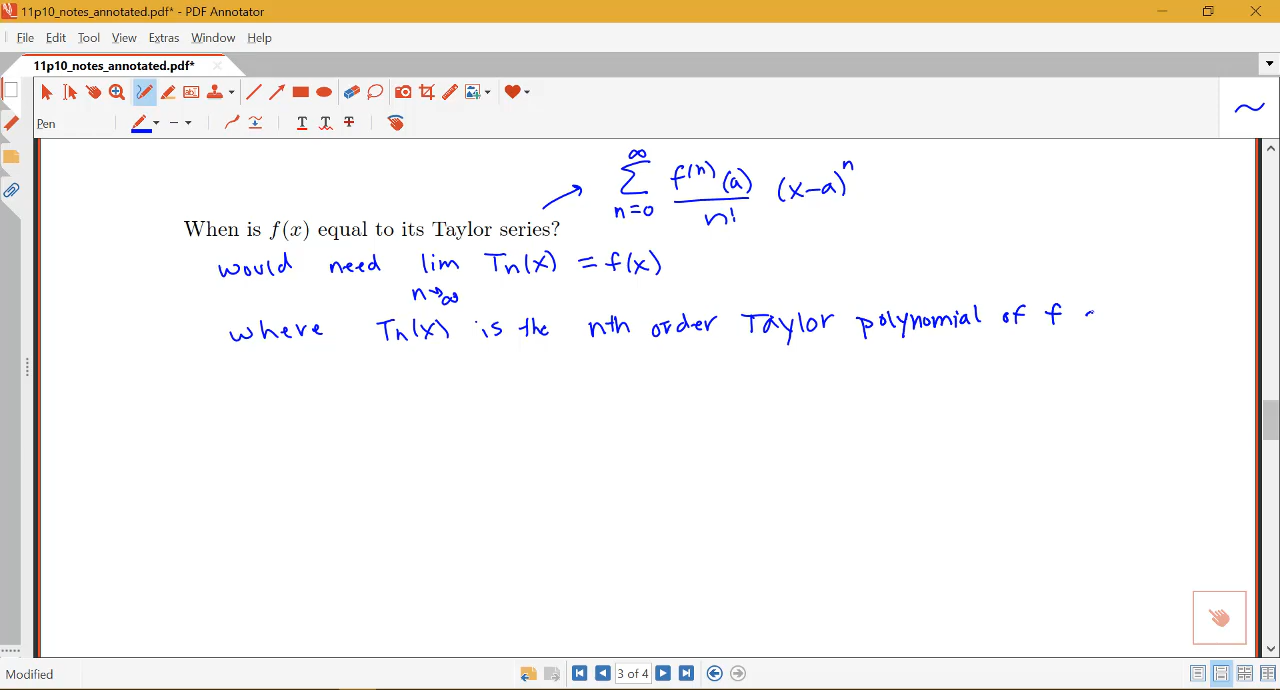 11p10_notes_annotated.pdf* - PDF Annotator
File Edit Tool View Extras Window Help
11p10_notes_annotated.pdf*
Pen
∞
∑ f⁽ⁿ⁾(a) / n! (x-a)ⁿ
n=0
When is f(x) equal to its Taylor series?
would need lim Tn(x) = f(x)
n→∞
where Tn(x) is the nth order Taylor polynomial of f
3 of 4
Modified